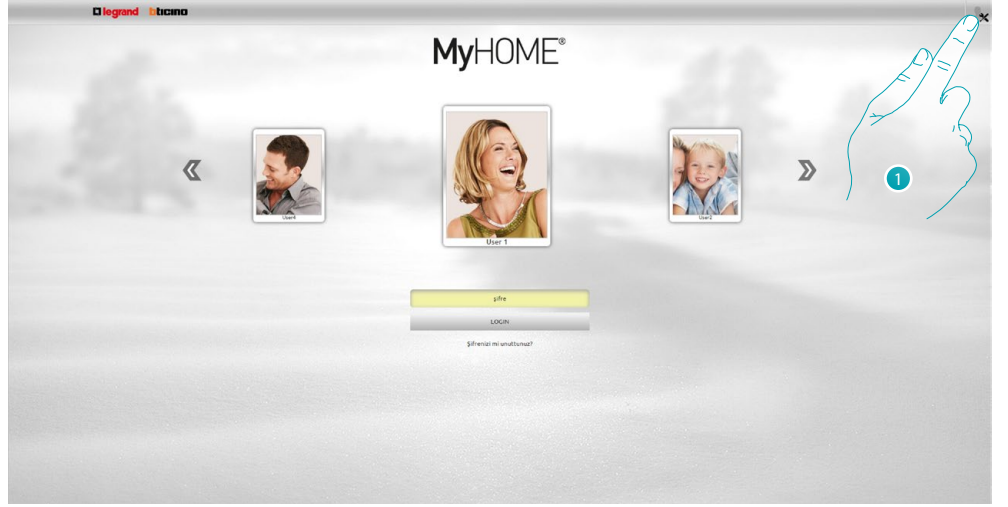 legrand bticino
MyHOME®
User4
User 1
User2
1
şifre
LOGIN
Şifrenizi mi unuttunuz?